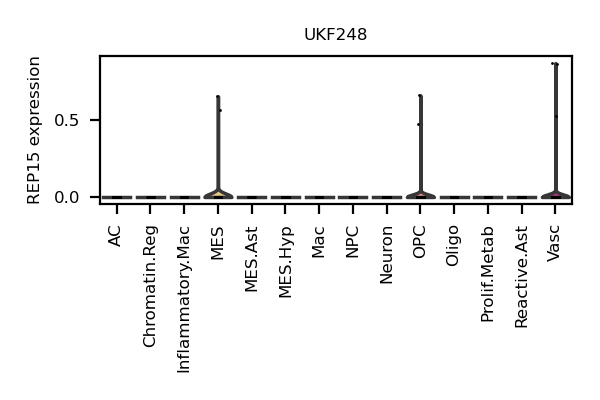 UKF248
REP15 expression
0.5
0.0
AC
Chromatin.Reg
Inflammatory.Mac
MES
MES.Ast
MES.Hyp
Mac
NPC
Neuron
OPC
Oligo
Prolif.Metab
Reactive.Ast
Vasc